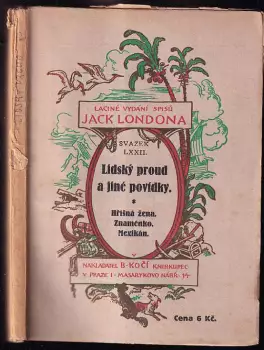 LACINÉ VYDÁNÍ SPISŮ
JACK LONDONA
SVAZEK
LXXII.
Lidský proud
a jiné povídky.
*
Hříšná žena.
Znaménko.
Mexikán.
NAKLADATEL B. KOČÍ KNIHKUPEC
V PRAZE I - MASARYKOVO NÁBŘ. 14.
Cena 6 Kč.